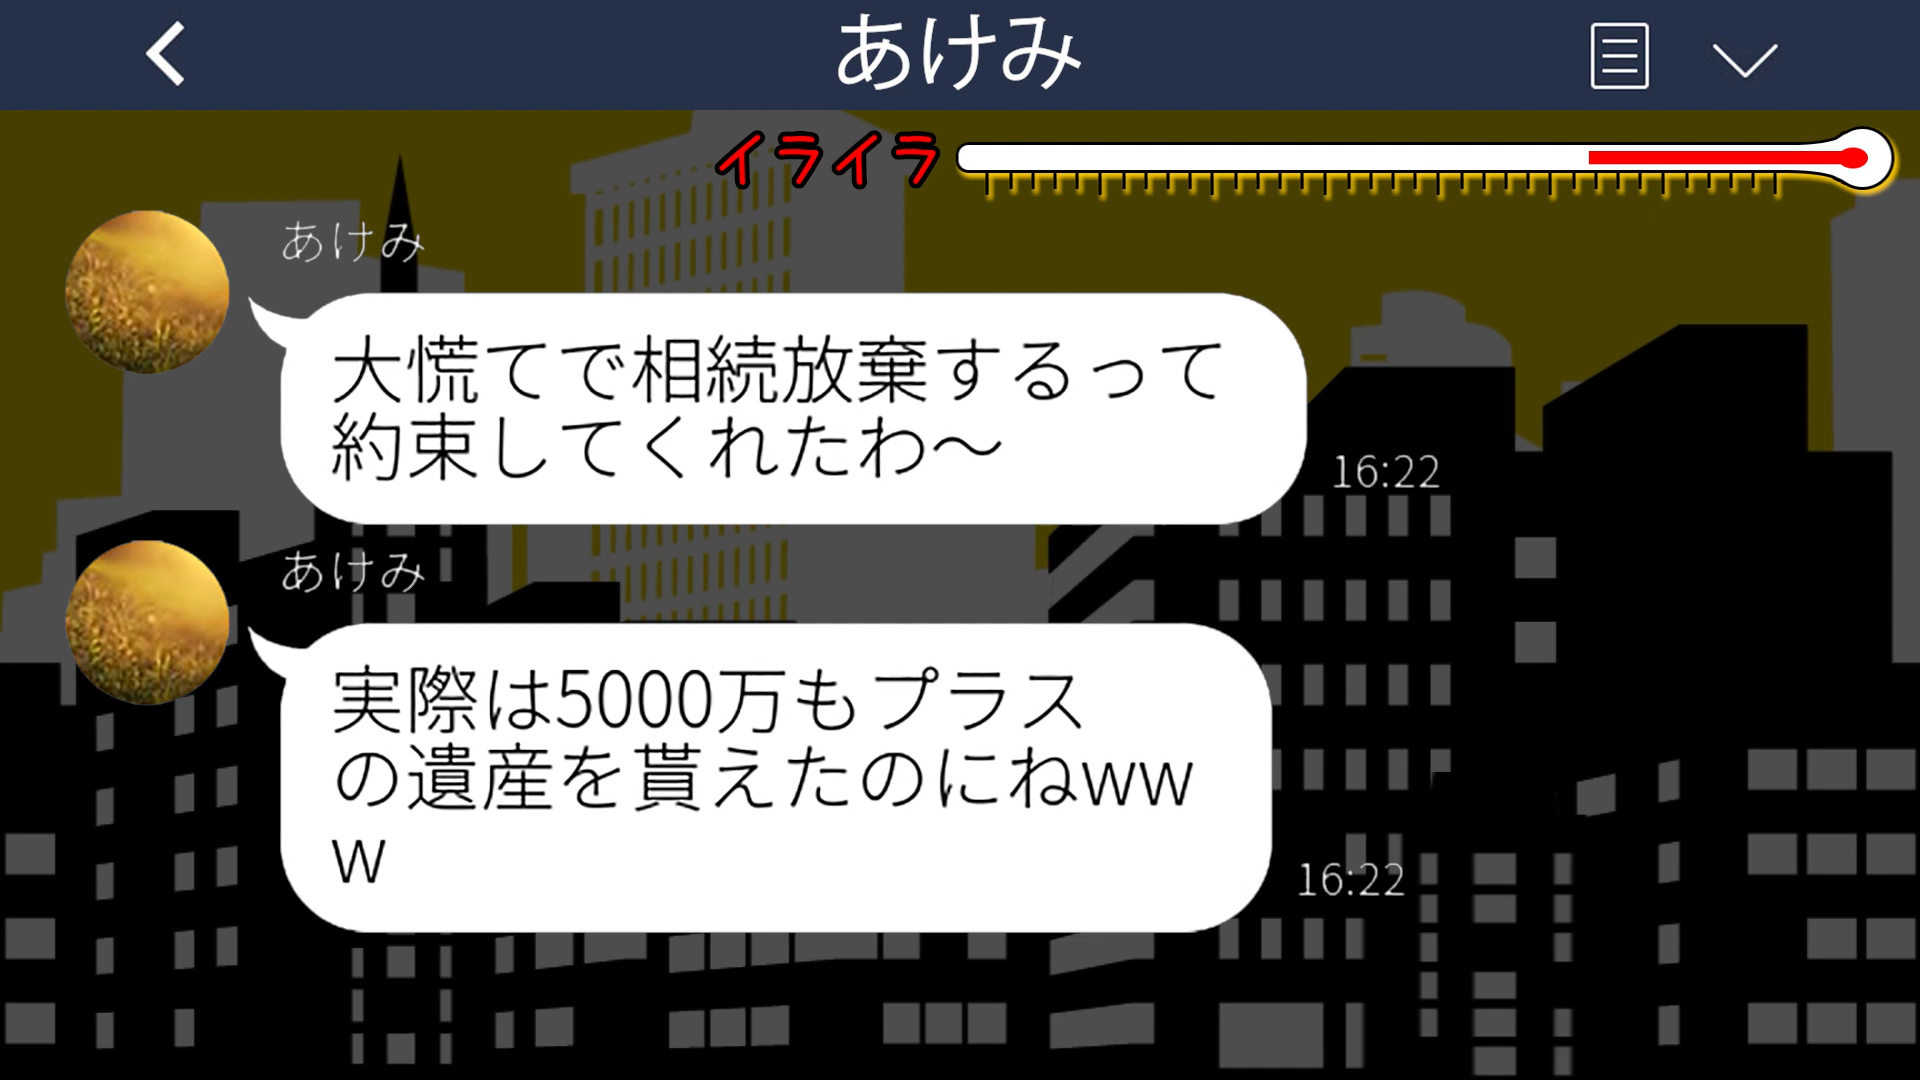 あけみ
イライラ
あけみ
大慌てで相続放棄するって
約束してくれたわ～
16:22
あけみ
実際は5000万もプラス
の遺産を貰えたのにねww
w
16:22